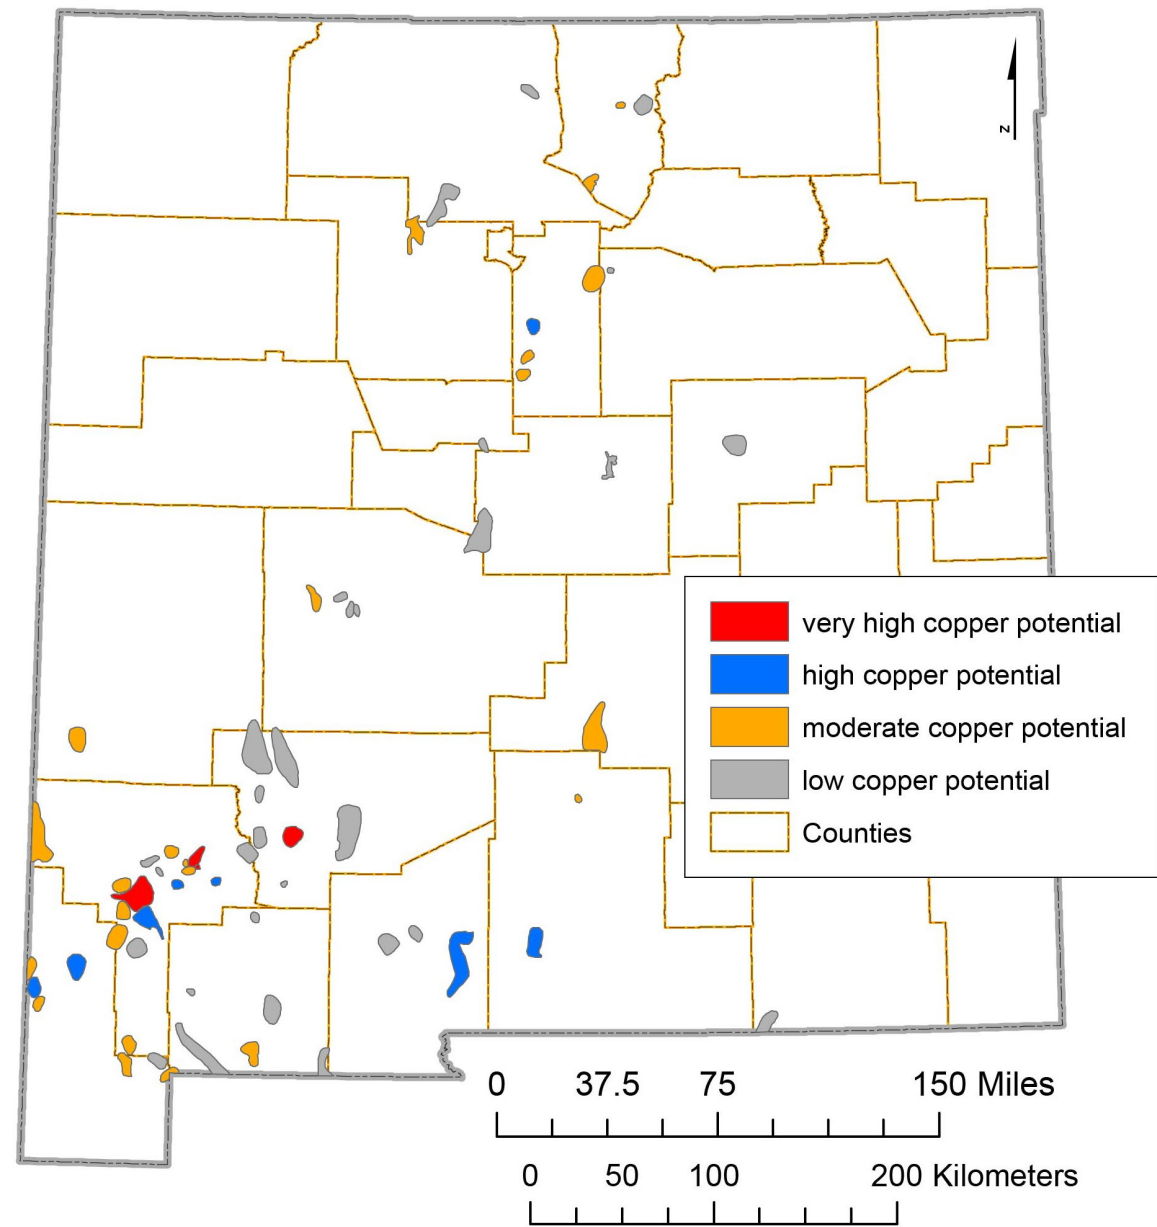 N
very high copper potential
high copper potential
moderate copper potential
low copper potential
Counties
0 37.5 75 150 Miles
0 50 100 200 Kilometers